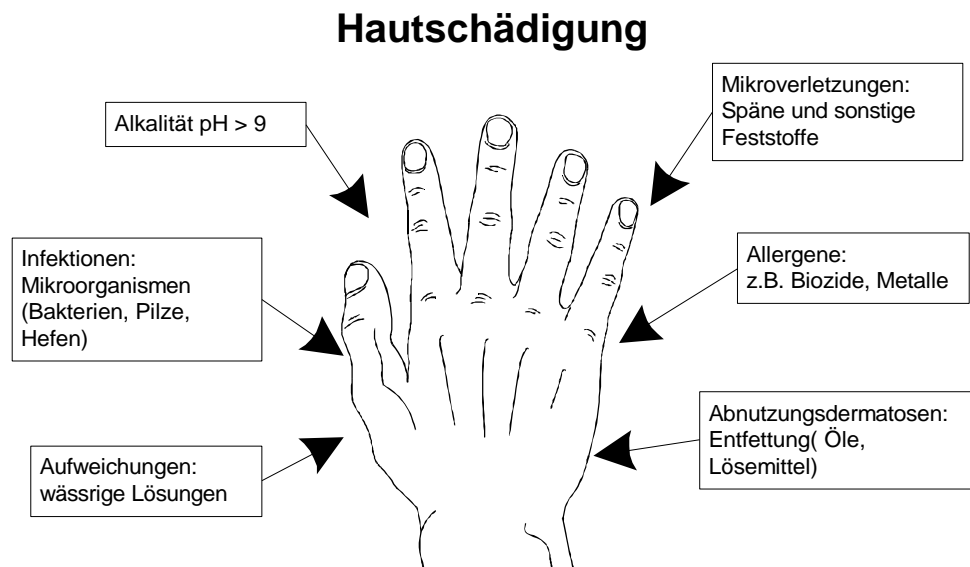 Hautschädigung
Alkalität pH > 9
Mikroverletzungen:
Späne und sonstige
Feststoffe
Infektionen:
Mikroorganismen
(Bakterien, Pilze,
Hefen)
Allergene:
z.B. Biozide, Metalle
Aufweichungen:
wässrige Lösungen
Abnutzungsdermatosen:
Entfettung( Öle,
Lösemittel)